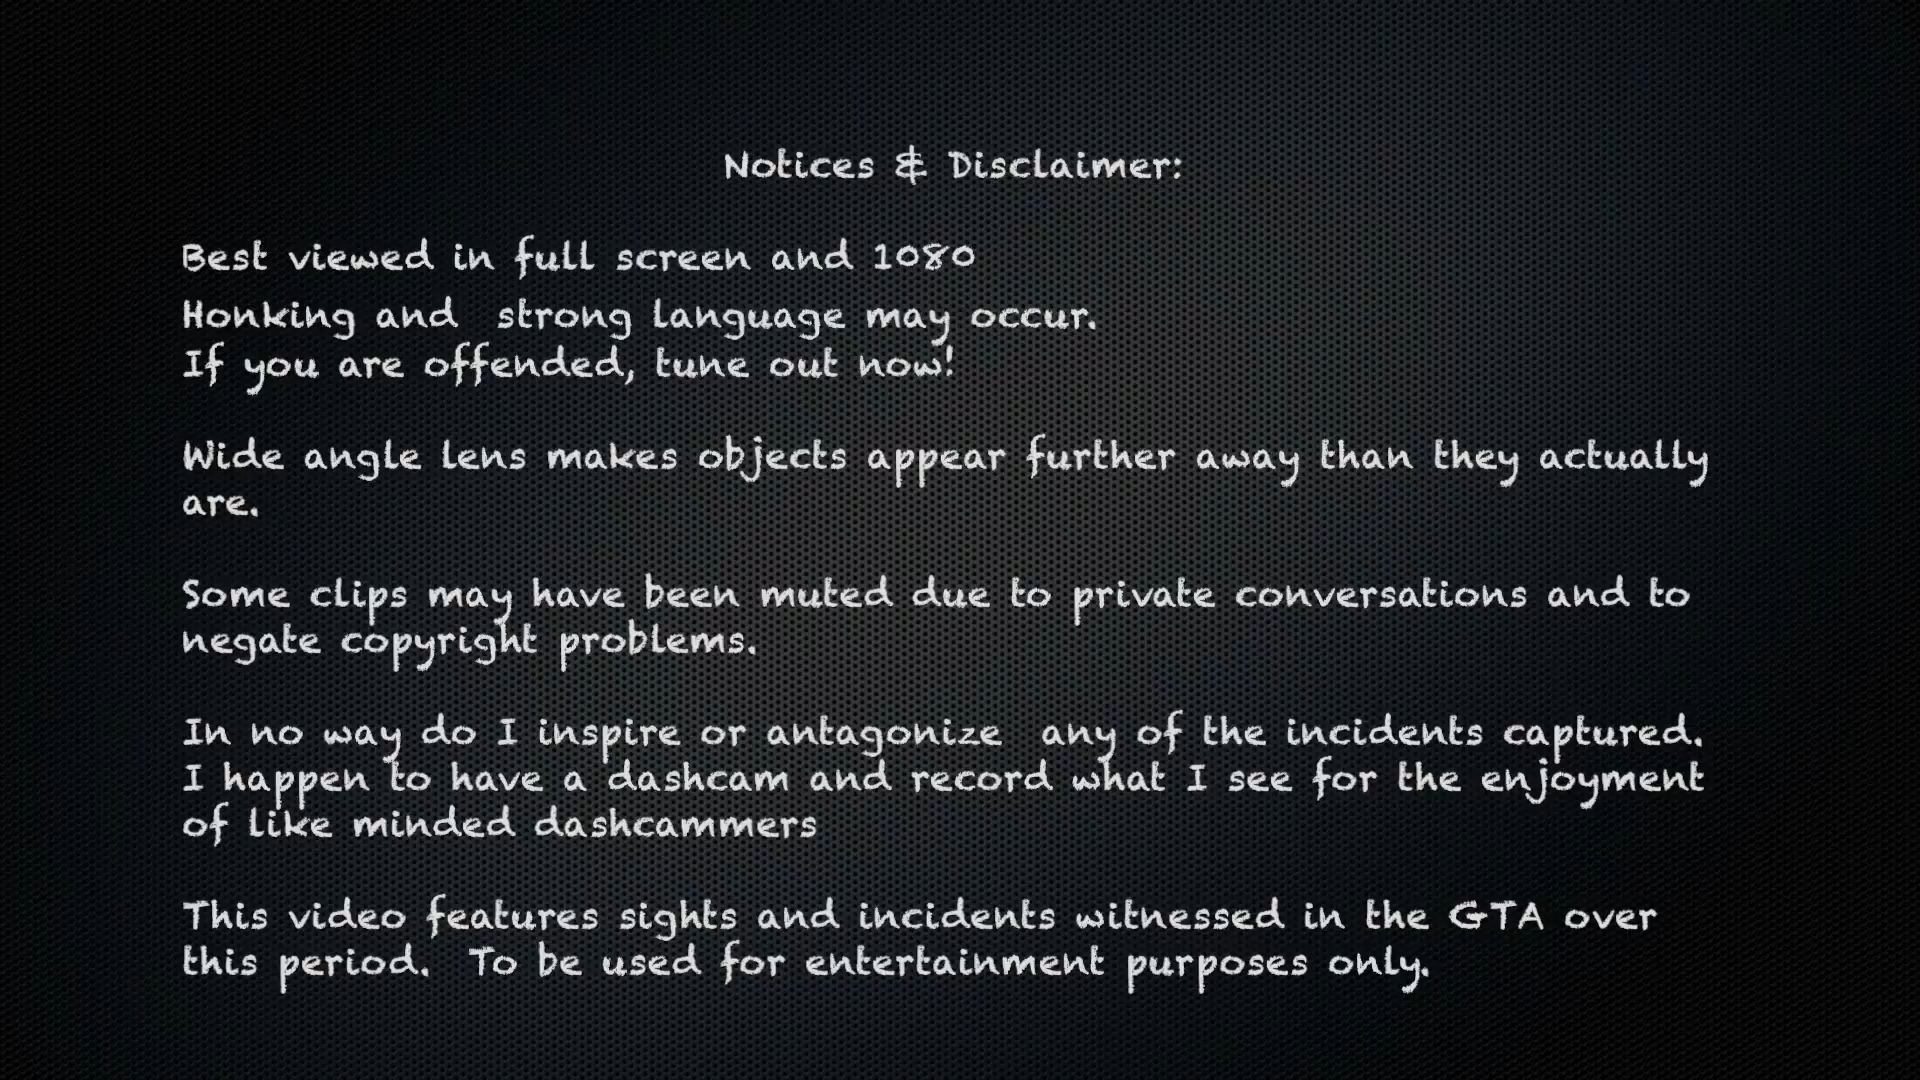 Notices & Disclaimer:
Best viewed in full screen and 1080
Honking and  strong language may occur.
If you are offended, tune out now!
Wide angle lens makes objects appear further away than they actually
are.
Some clips may have been muted due to private conversations and to
negate copyright problems.
In no way do I inspire or antagonize  any of the incidents captured.
I happen to have a dashcam and record what I see for the enjoyment
of like minded dashcammers
This video features sights and incidents witnessed in the GTA over
this period.  To be used for entertainment purposes only.